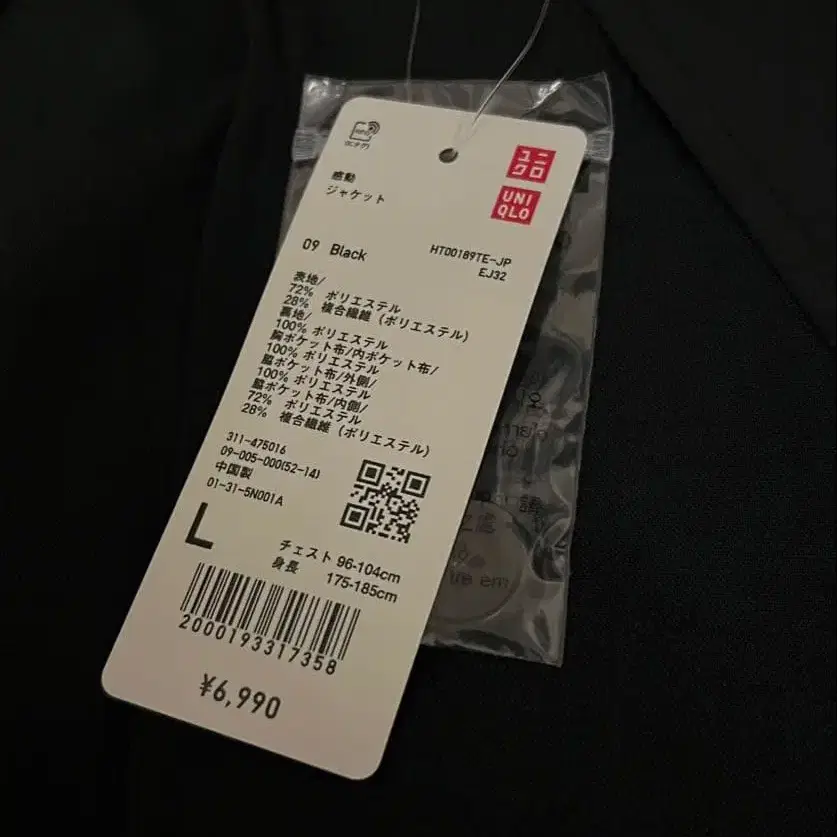 ユニ
クロ
UNI
QLO
感動
ジャケット
09 Black
HT00189TE-JP
EJ32
表地/
72% ポリエステル
28% 複合繊維 (ポリエステル)
裏地/
100% ポリエステル
胸ポケット布/内ポケット布/
100% ポリエステル
脇ポケット布/外側/
100% ポリエステル
脇ポケット布/内側/
72% ポリエステル
28% 複合繊維 (ポリエステル)
311-475016
09-005-000(52-14)
中国製
01-31-5N001A
L
チェスト 96-104cm
身長 175-185cm
2000193317358
¥6,990